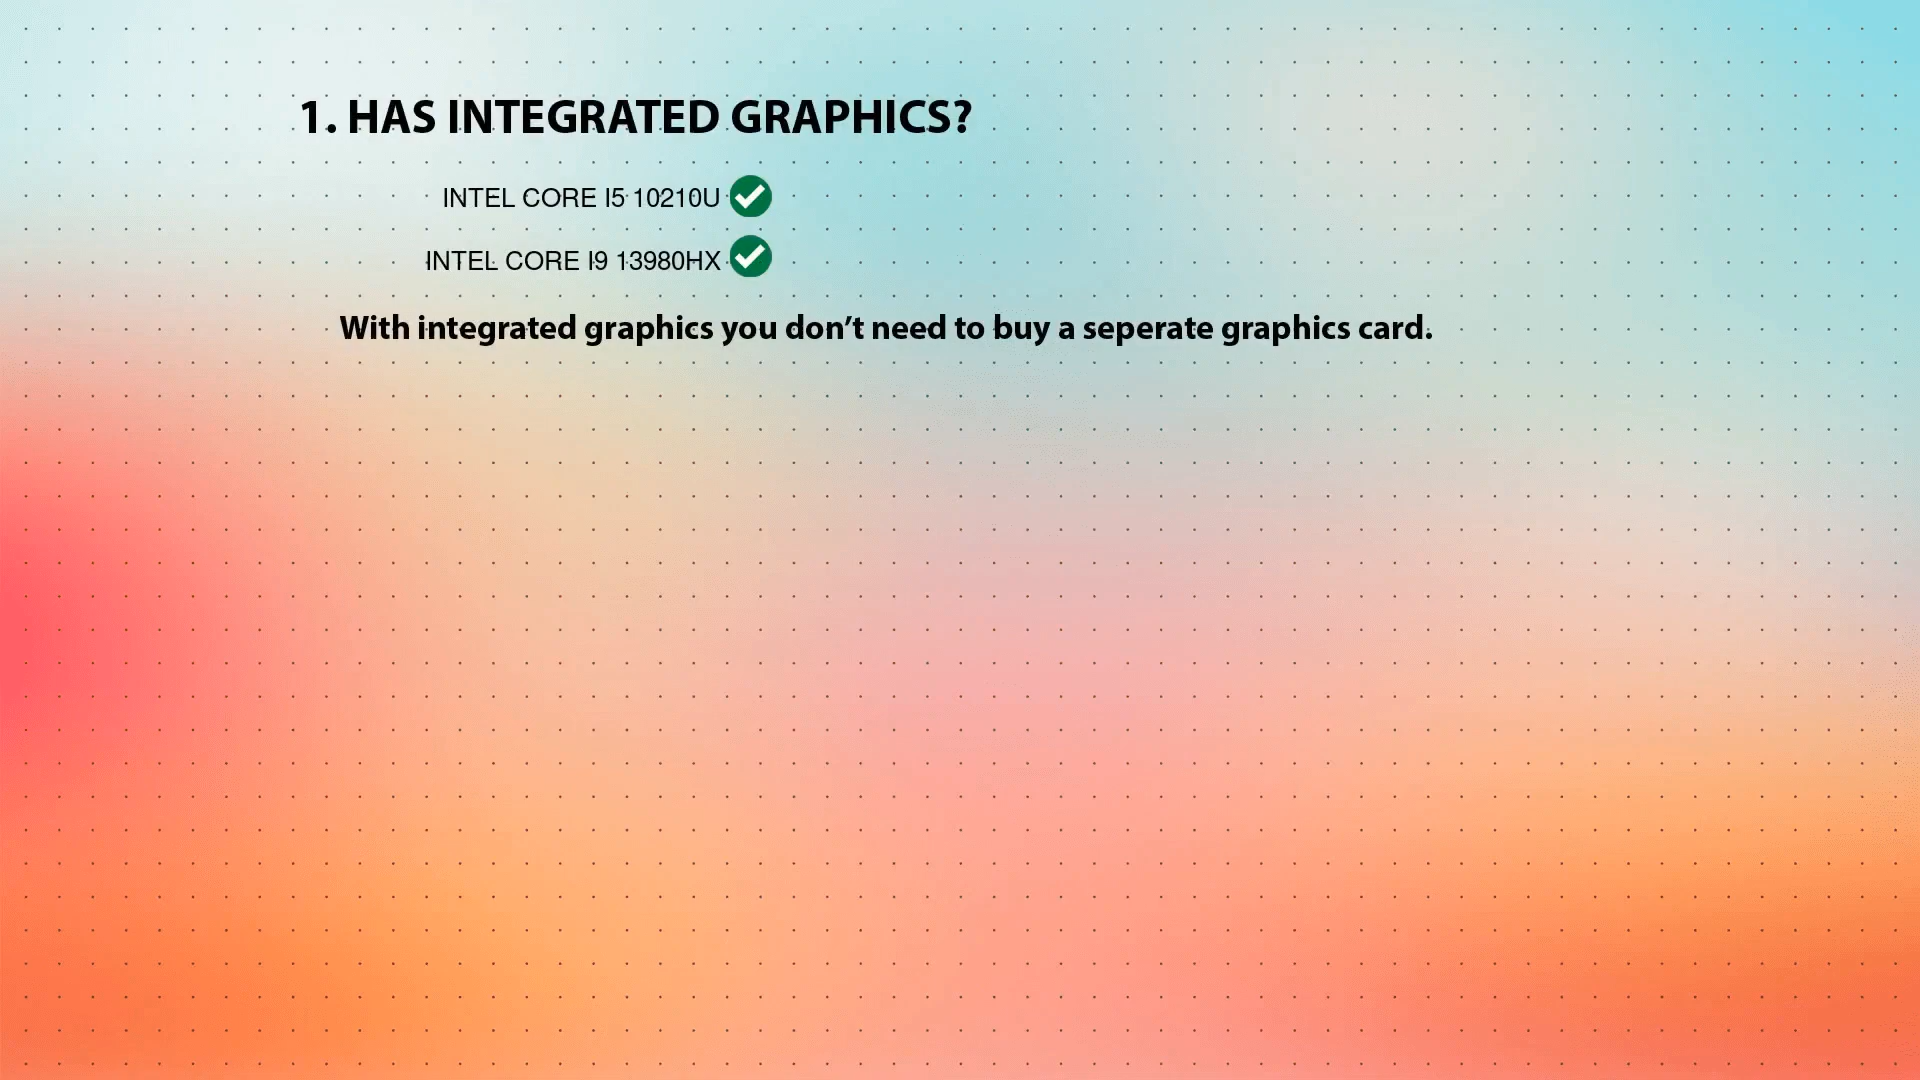 1. HAS INTEGRATED GRAPHICS?
INTEL CORE I5 10210U
INTEL CORE I9 13980HX
With integrated graphics you don’t need to buy a seperate graphics card.